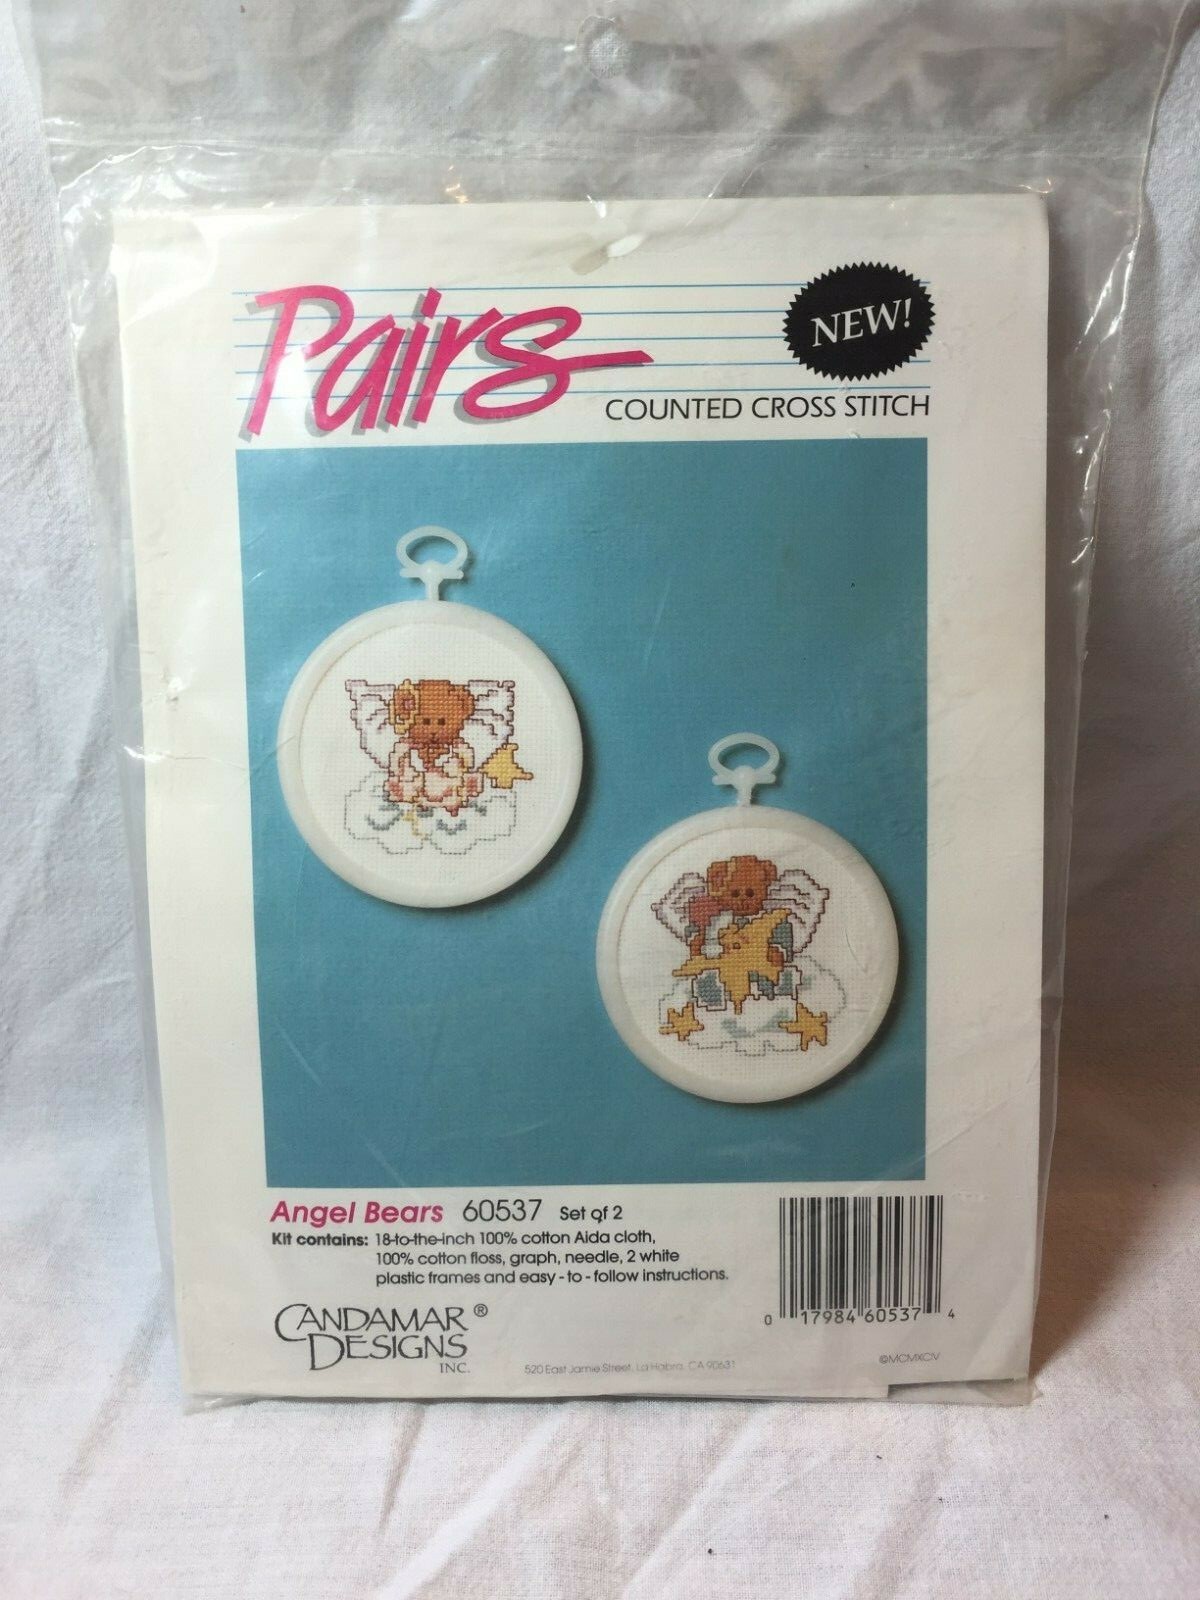 Pairs
NEW!
COUNTED CROSS STITCH
Angel Bears 60537 Set of 2
Kit contains: 18-to-the-inch 100% cotton Aida cloth,
100% cotton floss, graph, needle, 2 white
plastic frames and easy-to-follow instructions.
CANDAMAR ®
DESIGNS
INC.
520 East Jamie Street, La Habra, CA 90631
0 17984 60537 4
©MCMXCIV